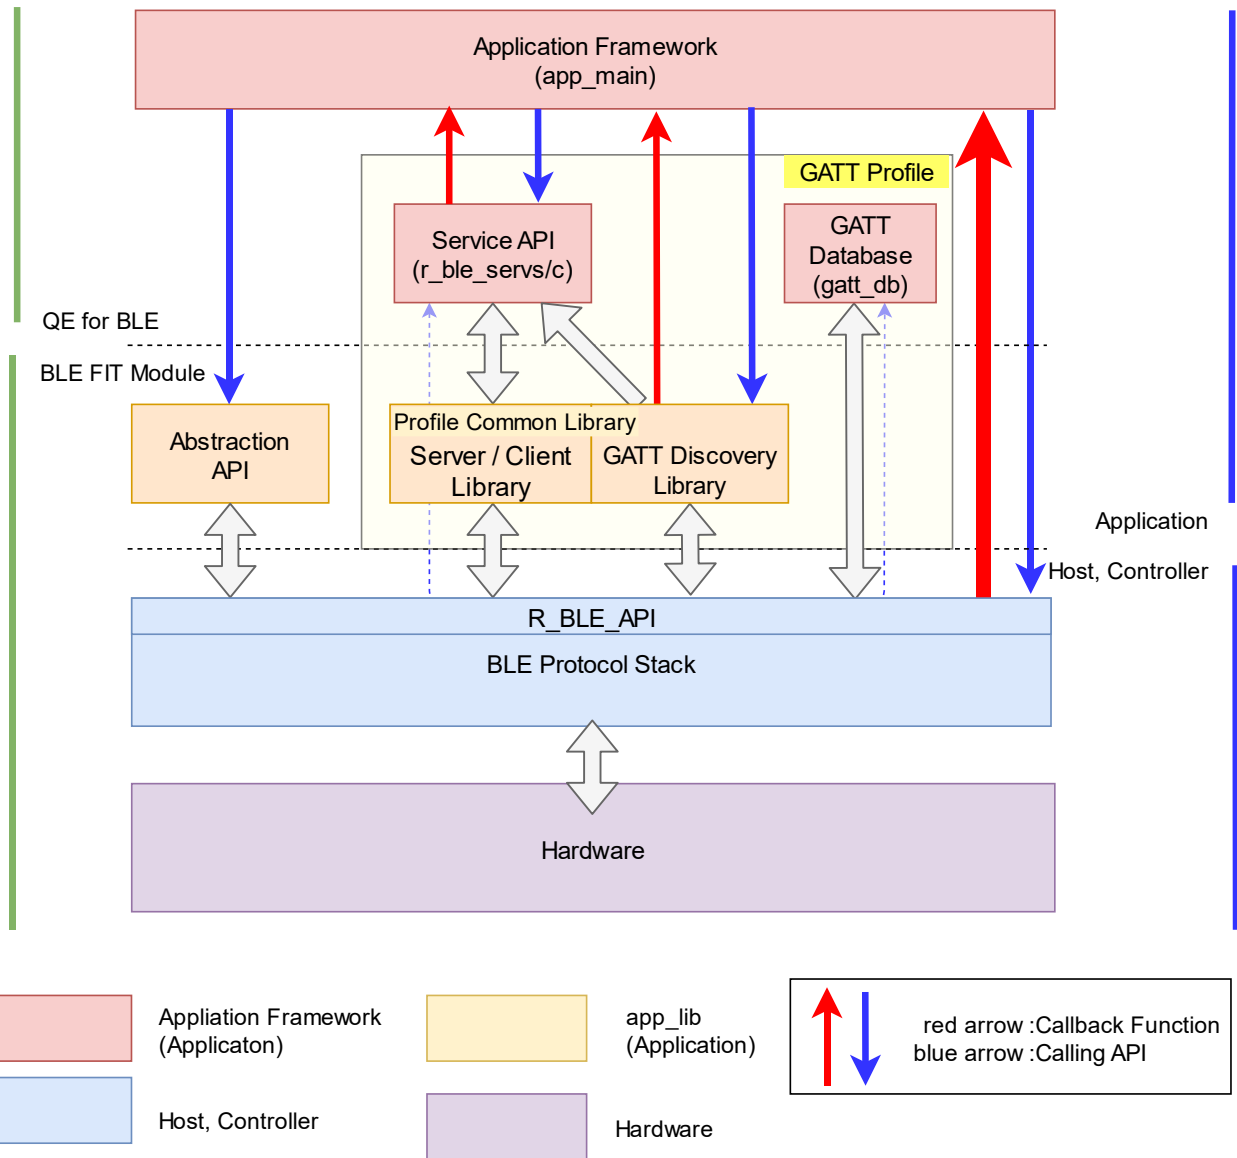 Application Framework
(app_main)
GATT Profile
Service API
(r_ble_servs/c)
GATT
Database
(gatt_db)
QE for BLE
BLE FIT Module
Abstraction
API
Profile Common Library
Server / Client
Library
GATT Discovery
Library
Application
Host, Controller
R_BLE_API
BLE Protocol Stack
Hardware
Appliation Framework
(Applicaton)
app_lib
(Application)
red arrow :Callback Function
blue arrow :Calling API
Host, Controller
Hardware